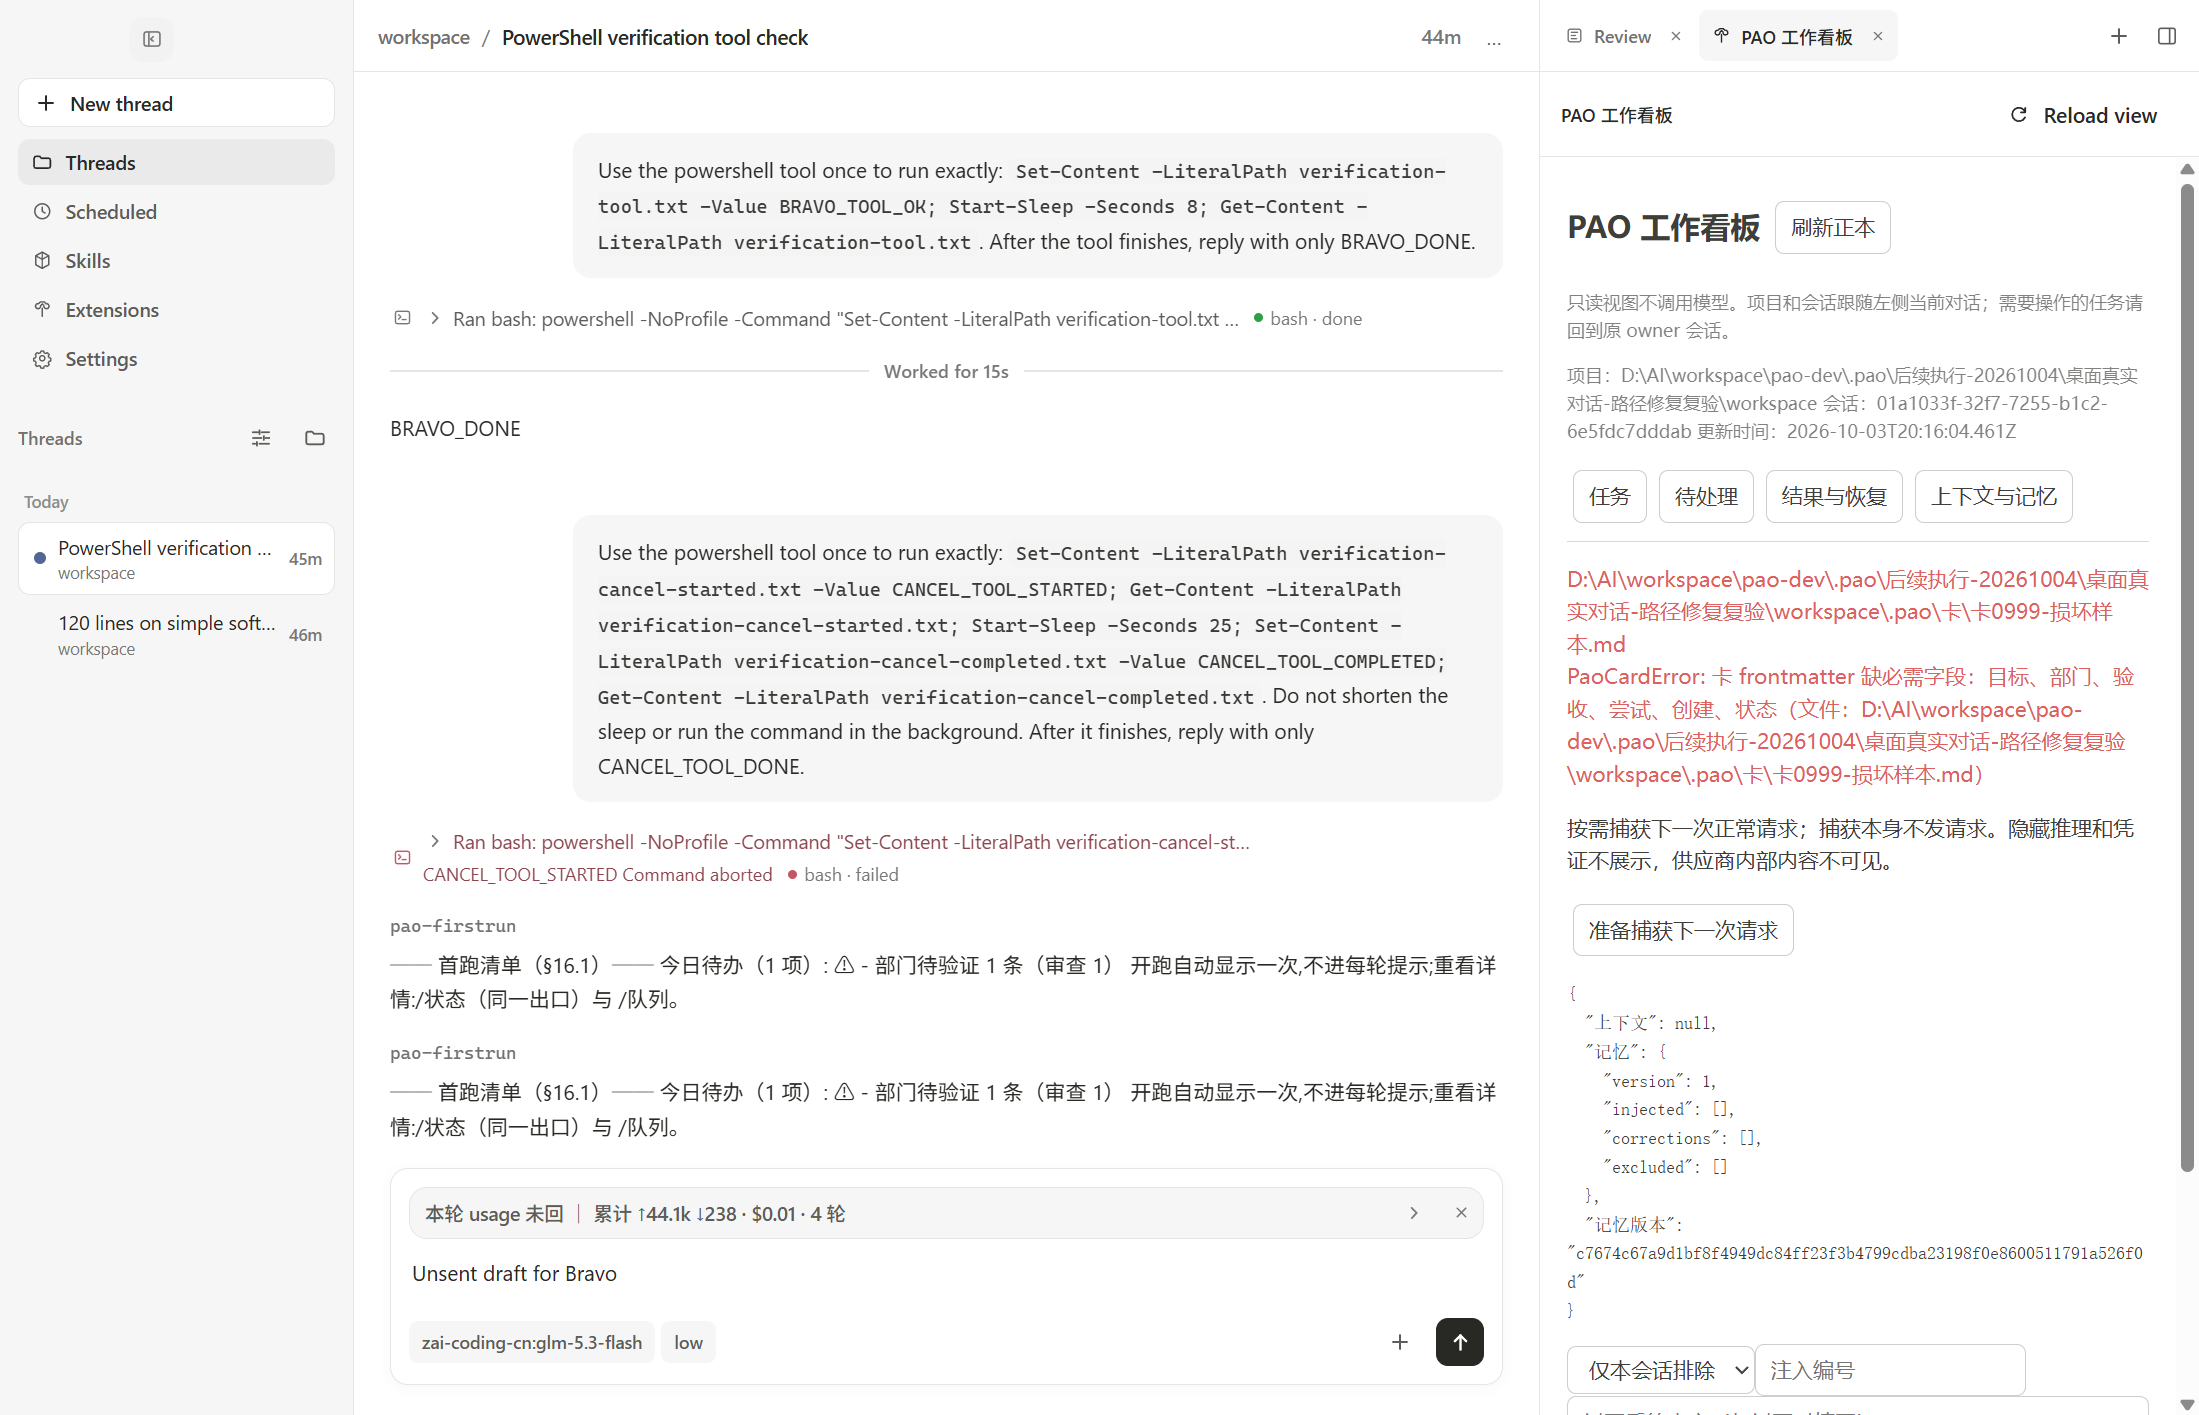 New thread
Threads
Scheduled
Skills
Extensions
Settings
Threads
Today
PowerShell verification ...
45m
workspace
120 lines on simple soft...
46m
workspace
workspace / PowerShell verification tool check
44m
...
Use the powershell tool once to run exactly: Set-Content -LiteralPath verification-
tool.txt -Value BRAVO_TOOL_OK; Start-Sleep -Seconds 8; Get-Content -
LiteralPath verification-tool.txt . After the tool finishes, reply with only BRAVO_DONE.
Ran bash: powershell -NoProfile -Command "Set-Content -LiteralPath verification-tool.txt ... bash · done
Worked for 15s
BRAVO_DONE
Use the powershell tool once to run exactly: Set-Content -LiteralPath verification-
cancel-started.txt -Value CANCEL_TOOL_STARTED; Get-Content -LiteralPath
verification-cancel-started.txt; Start-Sleep -Seconds 25; Set-Content -
LiteralPath verification-cancel-completed.txt -Value CANCEL_TOOL_COMPLETED;
Get-Content -LiteralPath verification-cancel-completed.txt . Do not shorten the
sleep or run the command in the background. After it finishes, reply with only
CANCEL_TOOL_DONE.
Ran bash: powershell -NoProfile -Command "Set-Content -LiteralPath verification-cancel-st...
CANCEL_TOOL_STARTED Command aborted bash · failed
pao-firstrun
—— 首跑清单（§16.1）—— 今日待办（1 项）: ⚠ - 部门待验证 1 条（审查 1） 开跑自动显示一次,不进每轮提示;重看详
情:/状态（同一出口）与 /队列。
pao-firstrun
—— 首跑清单（§16.1）—— 今日待办（1 项）: ⚠ - 部门待验证 1 条（审查 1） 开跑自动显示一次,不进每轮提示;重看详
情:/状态（同一出口）与 /队列。
本轮 usage 未回 ｜ 累计 ↑44.1k ↓238 · $0.01 · 4 轮
Unsent draft for Bravo
zai-coding-cn:glm-5.3-flash
low
Review
PAO 工作看板
PAO 工作看板
Reload view
PAO 工作看板
刷新正本
只读视图不调用模型。项目和会话跟随左侧当前对话；需要操作的任务请
回到原 owner 会话。
项目：D:\AI\workspace\pao-dev\.pao\后续执行-20261004\桌面真实
对话-路径修复复验\workspace 会话：01a1033f-32f7-7255-b1c2-
6e5fdc7dddab 更新时间：2026-10-03T20:16:04.461Z
任务
待处理
结果与恢复
上下文与记忆
D:\AI\workspace\pao-dev\.pao\后续执行-20261004\桌面真
实对话-路径修复复验\workspace\.pao\卡\卡0999-损坏样
本.md
PaoCardError: 卡 frontmatter 缺必需字段：目标、部门、验
收、尝试、创建、状态（文件：D:\AI\workspace\pao-
dev\.pao\后续执行-20261004\桌面真实对话-路径修复复验
\workspace\.pao\卡\卡0999-损坏样本.md）
按需捕获下一次正常请求；捕获本身不发请求。隐藏推理和凭
证不展示，供应商内部内容不可见。
准备捕获下一次请求
{
"上下文": null,
"记忆": {
"version": 1,
"injected": [],
"corrections": [],
"excluded": []
},
"记忆版本":
"c7674c67a9d1bf8f4949dc84ff23f3b4799cdba23198f0e8600511791a526f0
d"
}
仅本会话排除
注入编号